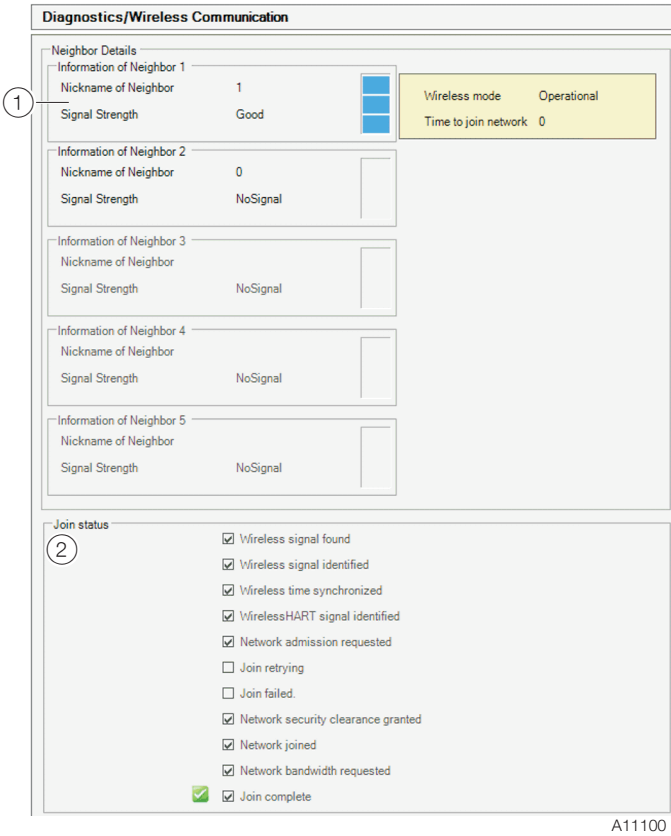 Diagnostics/Wireless Communication
Neighbor Details
Information of Neighbor 1
Nickname of Neighbor 1
Signal Strength Good
1
Wireless mode Operational
Time to join network 0
Information of Neighbor 2
Nickname of Neighbor 0
Signal Strength NoSignal
Information of Neighbor 3
Nickname of Neighbor
Signal Strength NoSignal
Information of Neighbor 4
Nickname of Neighbor
Signal Strength NoSignal
Information of Neighbor 5
Nickname of Neighbor
Signal Strength NoSignal
Join status
2
Wireless signal found
Wireless signal identified
Wireless time synchronized
WirelessHART signal identified
Network admission requested
Join retrying
Join failed.
Network security clearance granted
Network joined
Network bandwidth requested
Join complete
A11100